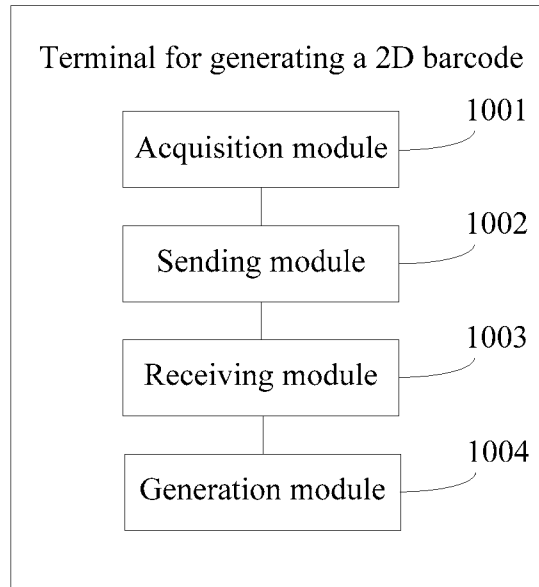 Terminal for generating a 2D barcode
1001
Acquisition module
1002
Sending module
1003
Receiving module
1004
Generation module